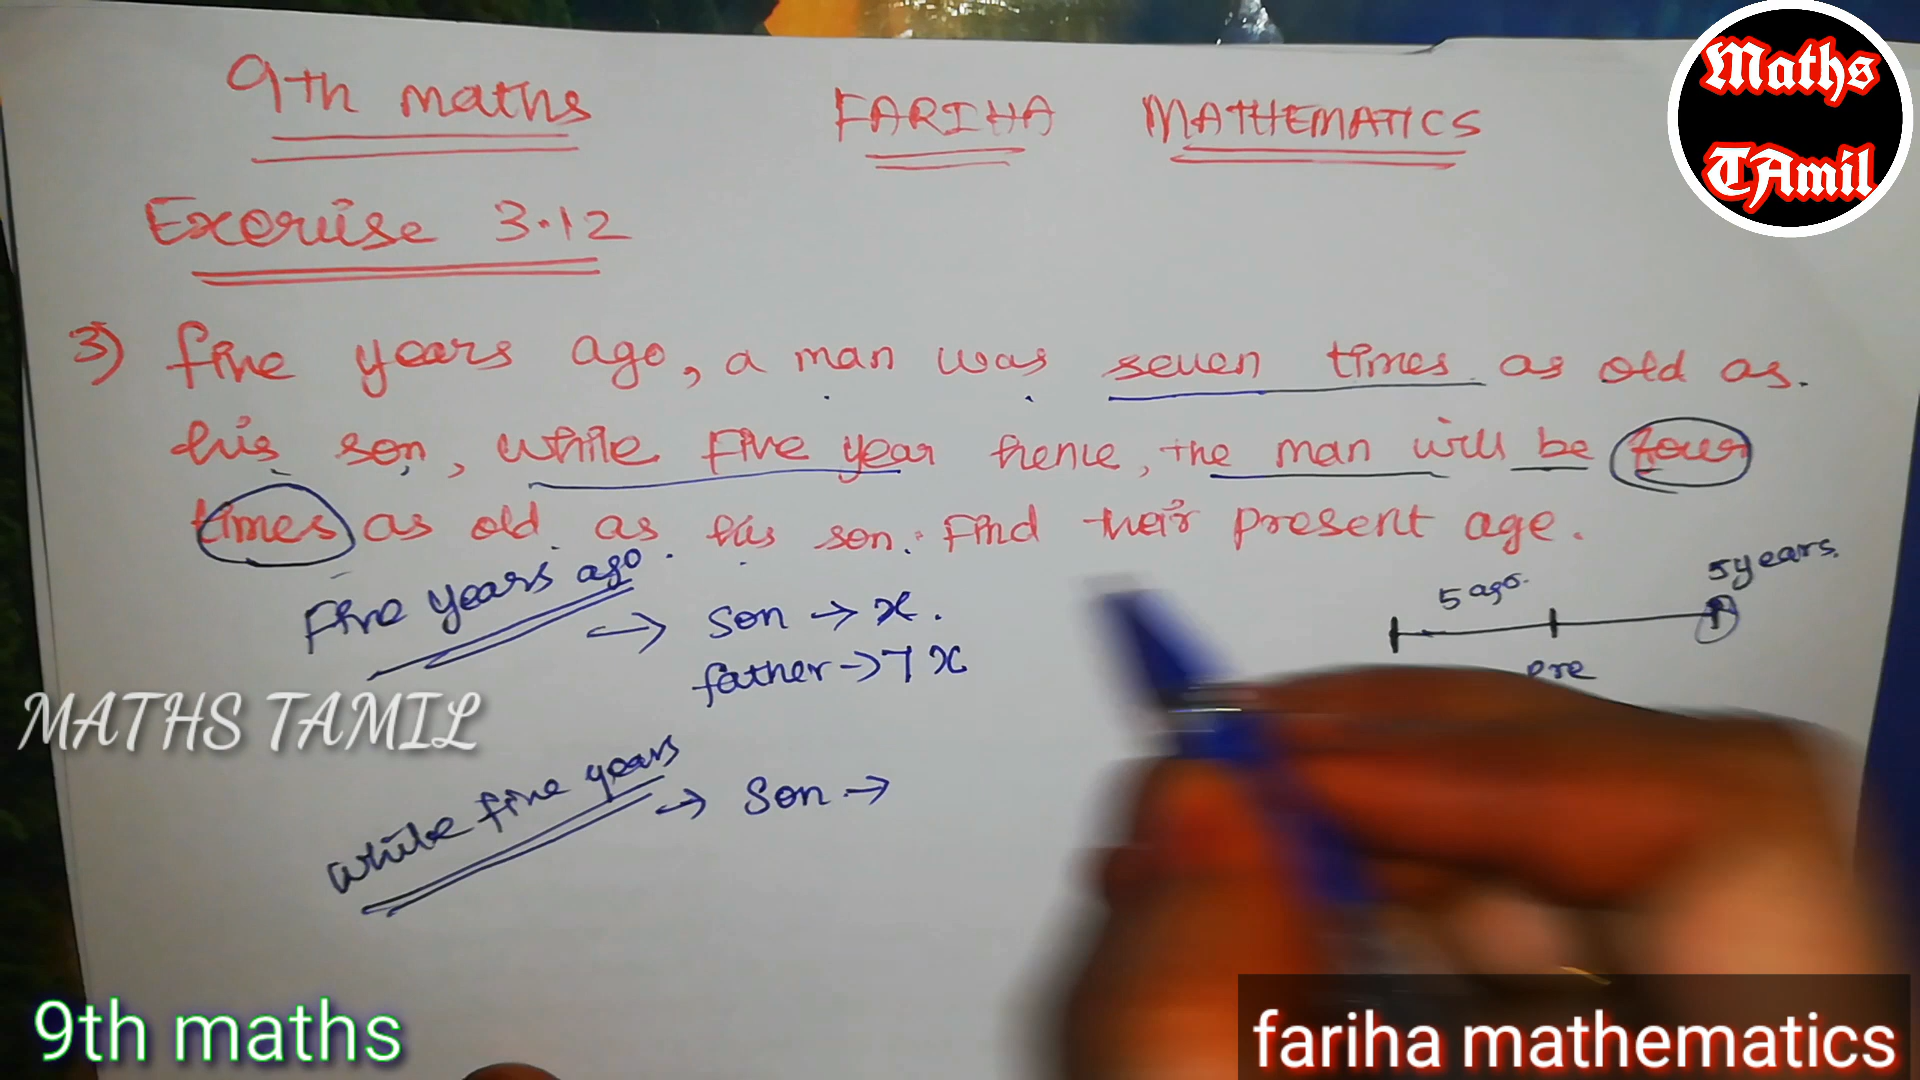 9th maths FARIHA MATHEMATICS
Maths
TAmil
Exercise 3.12
3) five years ago, a man was seven times as old as
his son, while five year hence, the man will be four
times as old as his son. Find their present age.
Five years ago → son → x.
father → 7x
5 ago. 5years.
pre
MATHS TAMIL
while five years → son →
9th maths
fariha mathematics